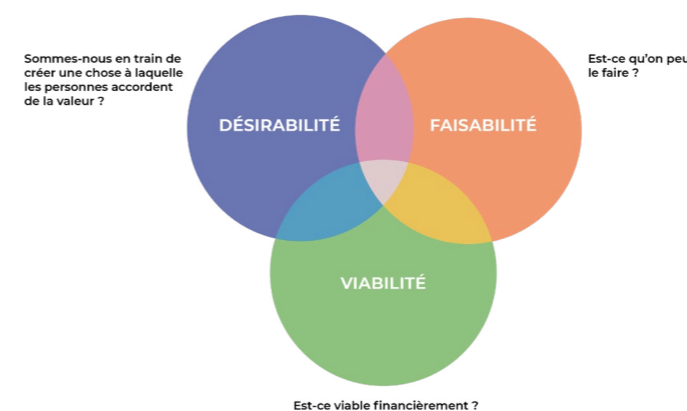 Sommes-nous en train de
créer une chose à laquelle
les personnes accordent
de la valeur ?
DÉSIRABILITÉ
FAISABILITÉ
Est-ce qu'on peu
le faire ?
VIABILITÉ
Est-ce viable financièrement ?